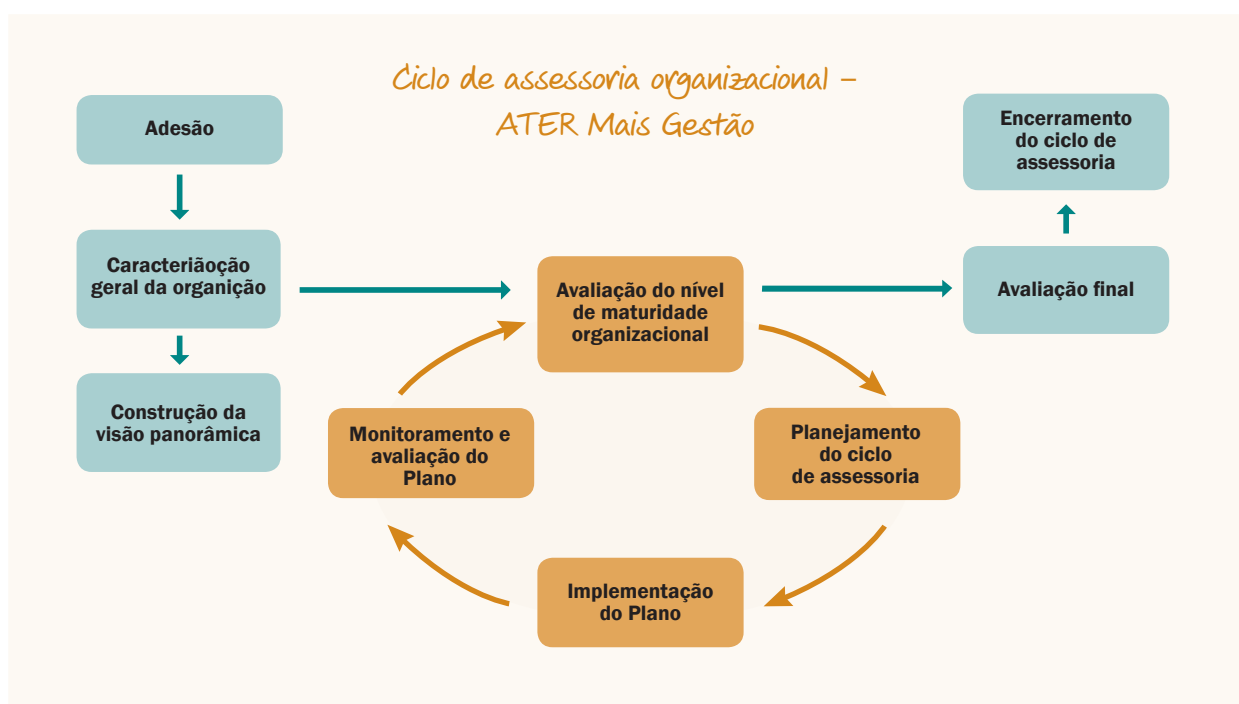 Ciclo de assessoria organizacional –
ATER Mais Gestão
Adesão
Caracteriãoção
geral da organição
Construção da
visão panorâmica
Avaliação do nível
de maturidade
organizacional
Planejamento
do ciclo
de assessoria
Implementação
do Plano
Monitoramento e
avaliação do
Plano
Avaliação final
Encerramento
do ciclo de
assessoria